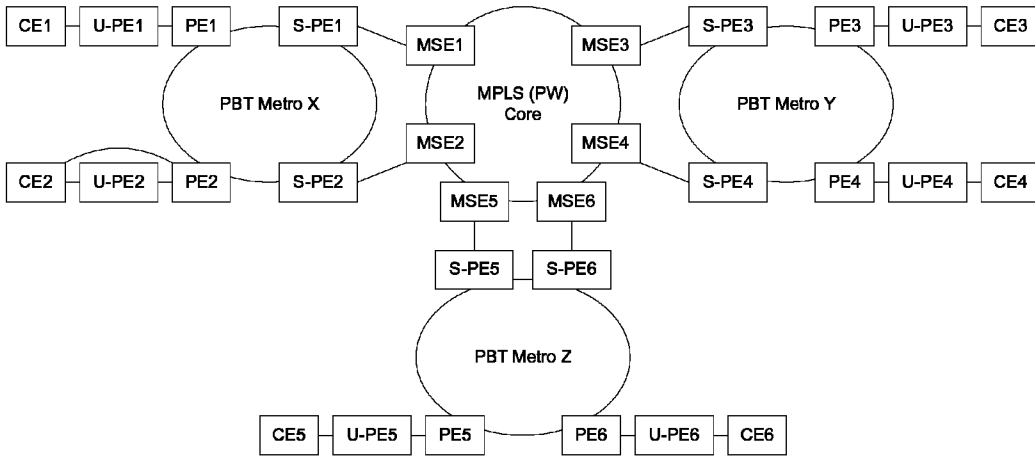 CE1 U-PE1 PE1 S-PE1 MSE1 MSE3 S-PE3 PE3 U-PE3 CE3
PBT Metro X
MPLS (PW)
Core
PBT Metro Y
CE2 U-PE2 PE2 S-PE2 MSE2 MSE4 S-PE4 PE4 U-PE4 CE4
MSE5 MSE6
S-PE5 S-PE6
PBT Metro Z
CE5 U-PE5 PE5 PE6 U-PE6 CE6